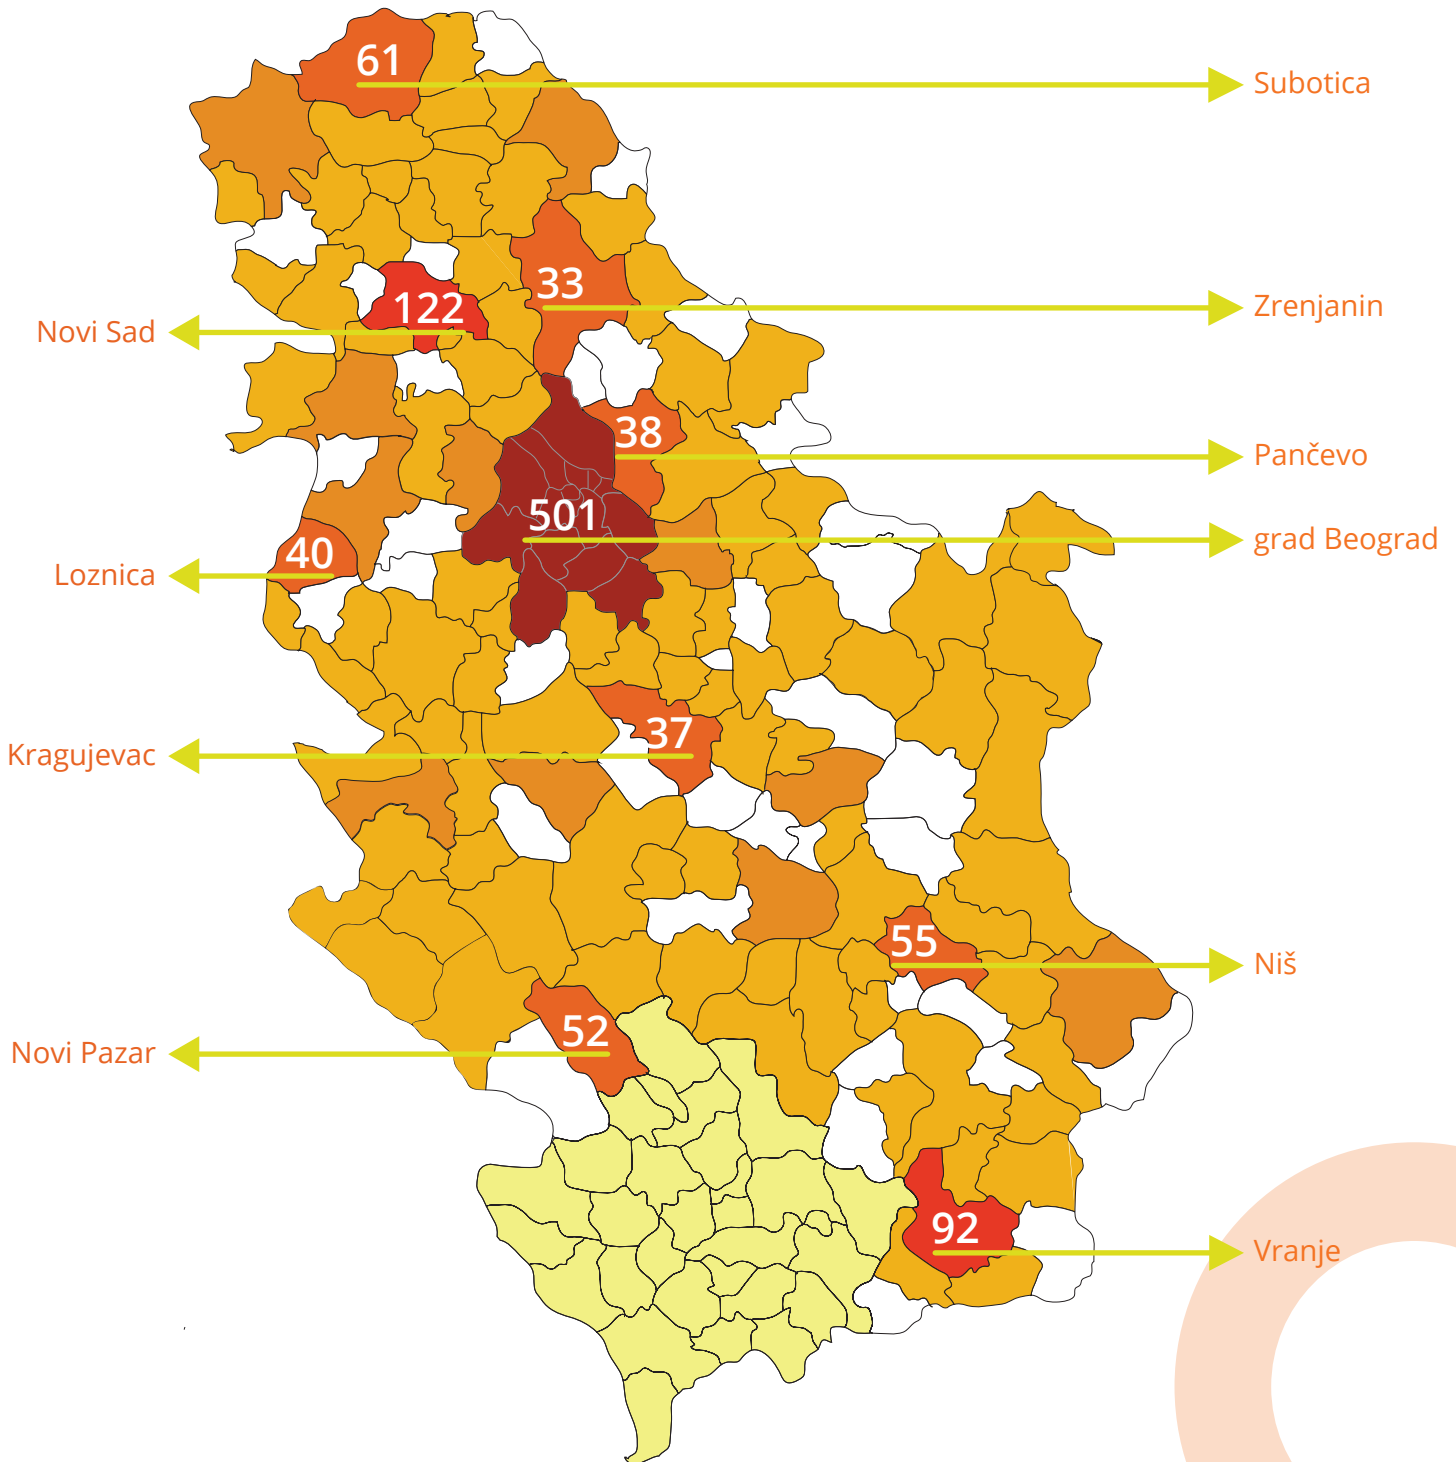 61
Subotica
33
Zrenjanin
122
Novi Sad
38
Pančevo
501
grad Beograd
40
Loznica
37
Kragujevac
55
Niš
52
Novi Pazar
92
Vranje